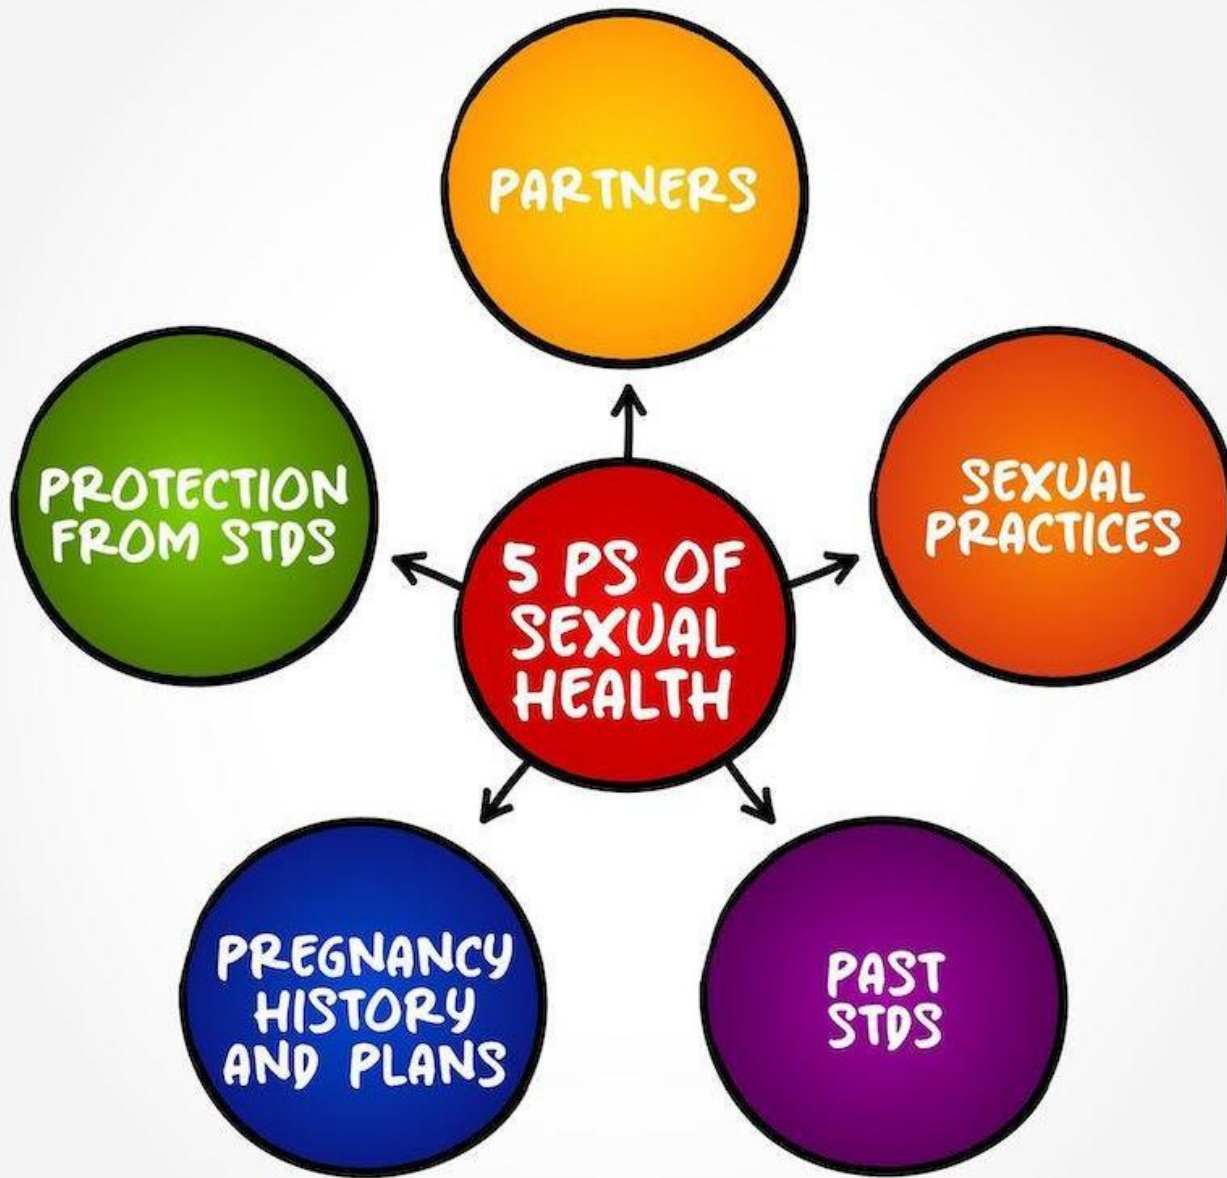 PARTNERS
PROTECTION
FROM STDS
SEXUAL
PRACTICES
5 PS OF
SEXUAL
HEALTH
PREGNANCY
HISTORY
AND PLANS
PAST
STDS